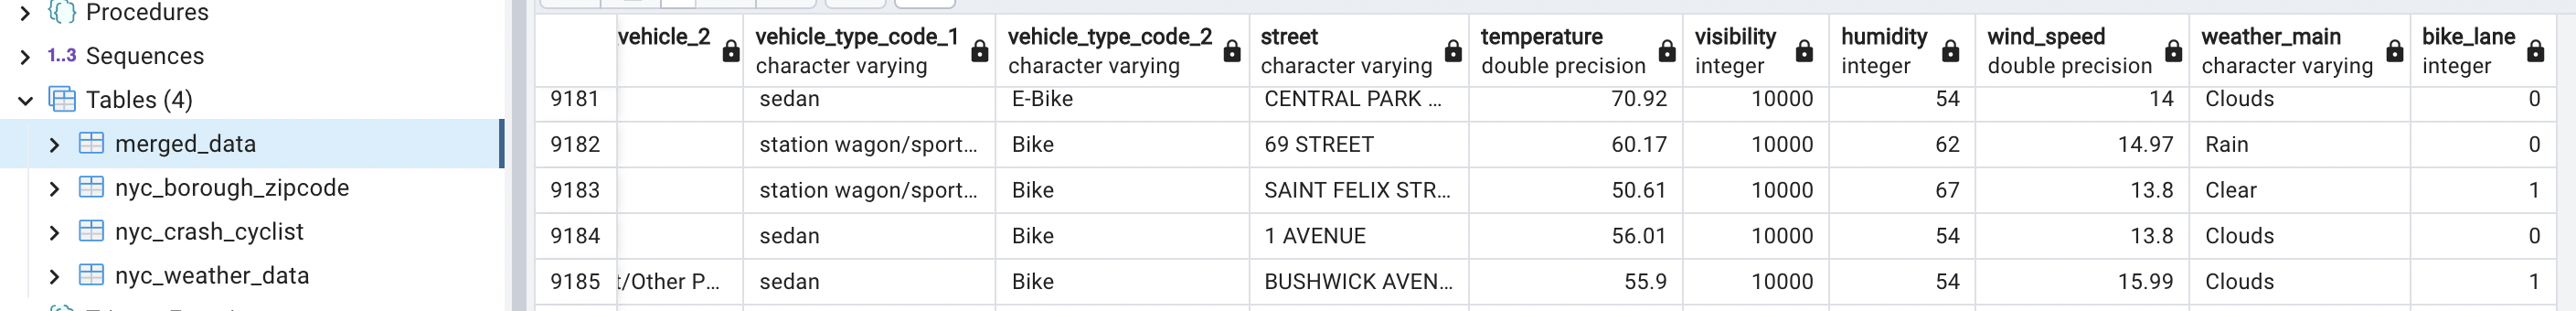 Procedures
1..3 Sequences
Tables (4)
merged_data
nyc_borough_zipcode
nyc_crash_cyclist
nyc_weather_data
vehicle_2 vehicle_type_code_1 vehicle_type_code_2 street temperature visibility humidity wind_speed weather_main bike_lane
character varying character varying character varying double precision integer integer double precision character varying integer
9181 sedan E-Bike CENTRAL PARK ... 70.92 10000 54 14 Clouds 0
9182 station wagon/sport... Bike 69 STREET 60.17 10000 62 14.97 Rain 0
9183 station wagon/sport... Bike SAINT FELIX STR... 50.61 10000 67 13.8 Clear 1
9184 sedan Bike 1 AVENUE 56.01 10000 54 13.8 Clouds 0
9185 t/Other P... sedan Bike BUSHWICK AVEN... 55.9 10000 54 15.99 Clouds 1